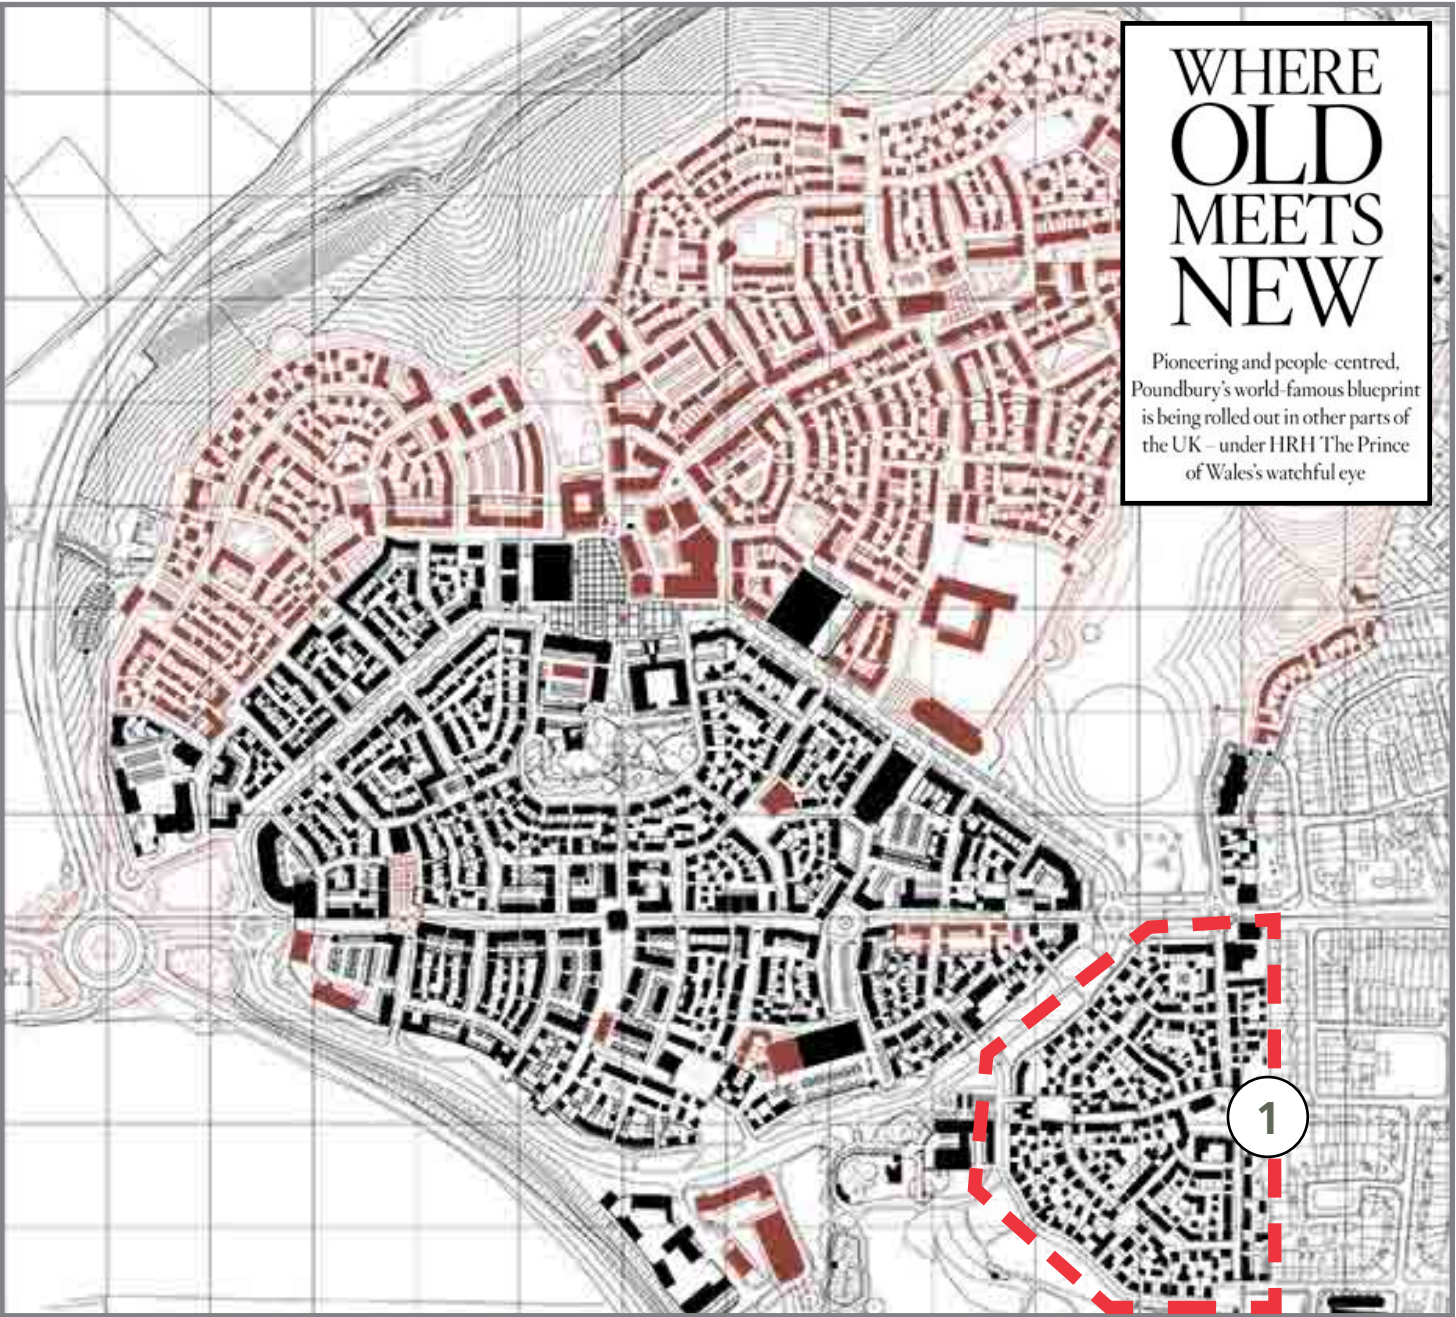 WHERE
OLD
MEETS
NEW
Pioneering and people-centred,
Poundbury's world-famous blueprint
is being rolled out in other parts of
the UK – under HRH The Prince
of Wales's watchful eye
1